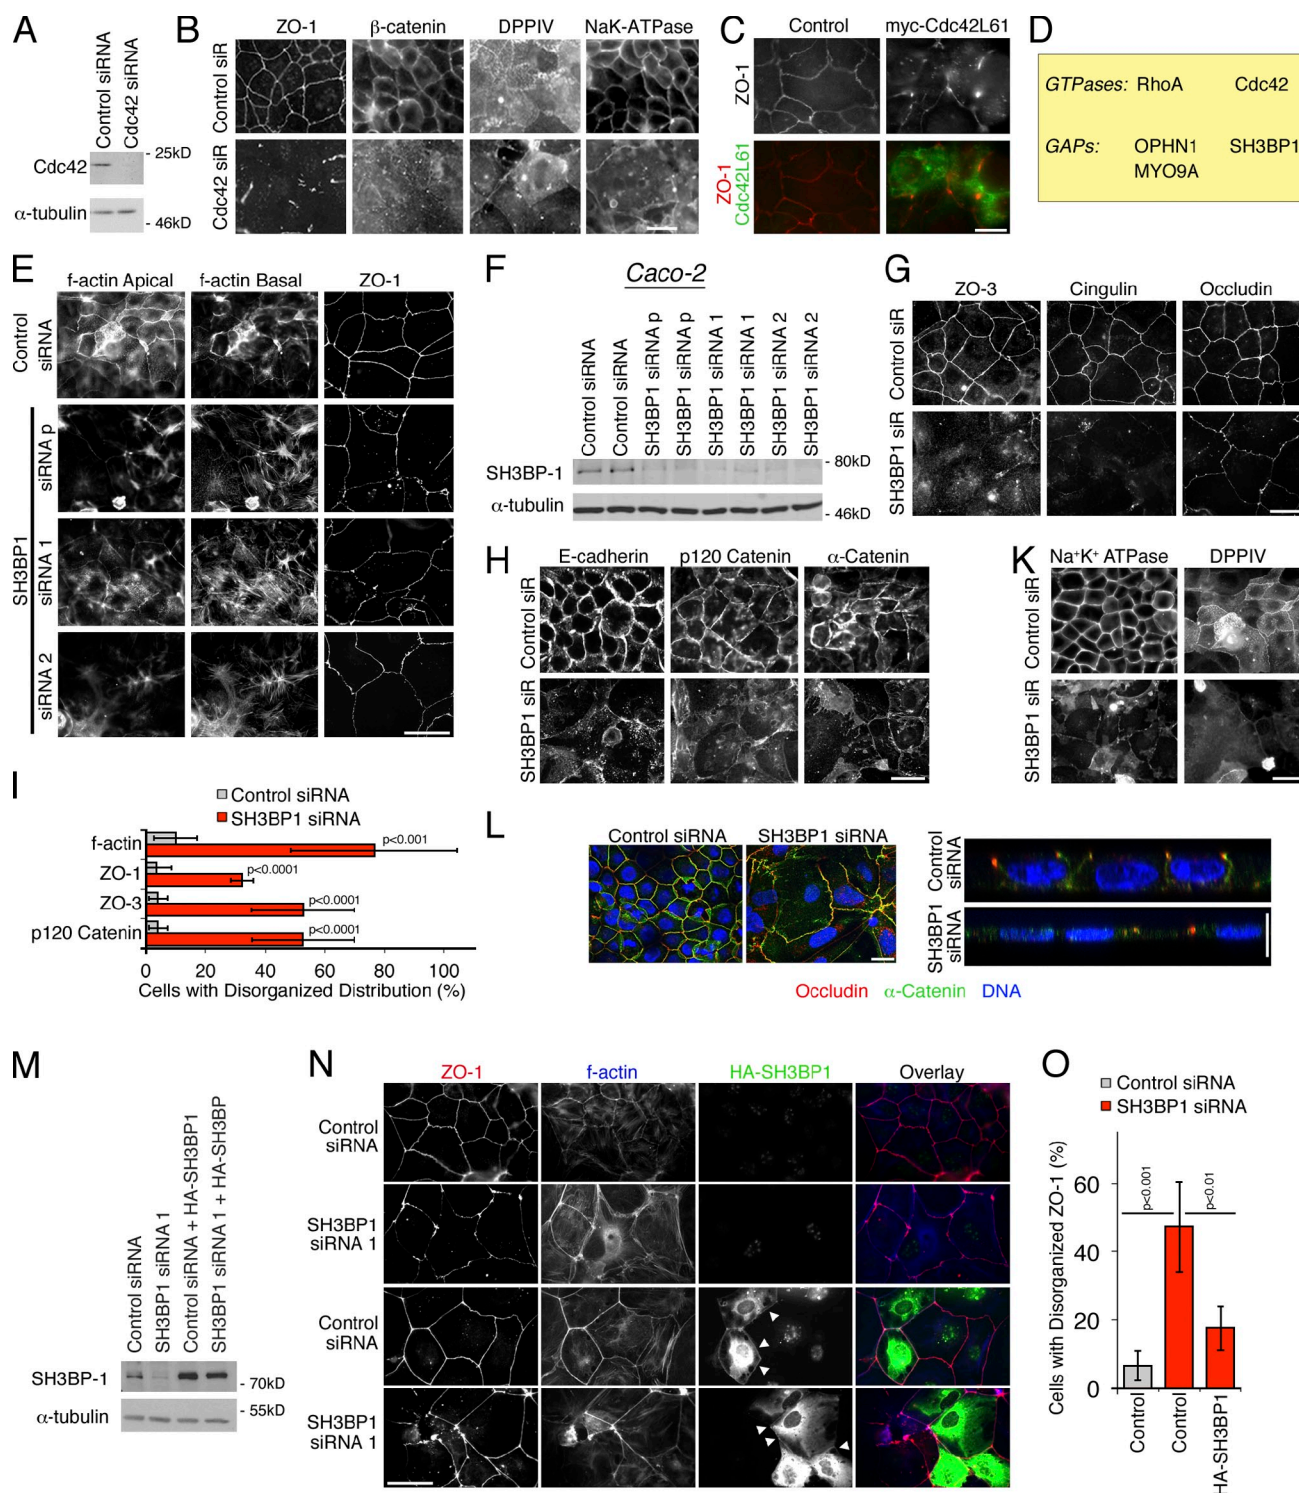 A
Control siRNA
Cdc42 siRNA
Cdc42
- 25kD
α-tubulin
- 46kD
B
ZO-1 β-catenin DPPIV NaK-ATPase
Control siR
Cdc42 siR
C
Control myc-Cdc42L61
ZO-1
ZO-1
Cdc42L61
D
GTPases: RhoA Cdc42
GAPs: OPHN1 SH3BP1
MYO9A
E
f-actin Apical f-actin Basal ZO-1
Control
siRNA
SH3BP1
siRNA p
siRNA 1
siRNA 2
F
Caco-2
Control siRNA
Control siRNA
SH3BP1 siRNA p
SH3BP1 siRNA p
SH3BP1 siRNA 1
SH3BP1 siRNA 1
SH3BP1 siRNA 2
SH3BP1 siRNA 2
SH3BP-1
- 80kD
α-tubulin
- 46kD
G
ZO-3 Cingulin Occludin
Control siR
SH3BP1 siR
H
E-cadherin p120 Catenin α-Catenin
Control siR
SH3BP1 siR
K
Na⁺K⁺ ATPase DPPIV
Control siR
SH3BP1 siR
I
Control siRNA
SH3BP1 siRNA
f-actin
p<0.001
ZO-1
p<0.0001
ZO-3
p<0.0001
p120 Catenin
p<0.0001
0 20 40 60 80 100
Cells with Disorganized Distribution (%)
L
Control siRNA SH3BP1 siRNA
Control
siRNA
SH3BP1
siRNA
Occludin α-Catenin DNA
M
Control siRNA
SH3BP1 siRNA 1
Control siRNA + HA-SH3BP1
SH3BP1 siRNA 1 + HA-SH3BP
SH3BP-1
- 70kD
- 55kD
α-tubulin
N
ZO-1 f-actin HA-SH3BP1 Overlay
Control
siRNA
SH3BP1
siRNA 1
Control
siRNA
SH3BP1
siRNA 1
O
Control siRNA
SH3BP1 siRNA
Cells with Disorganized ZO-1 (%)
60
40
20
0
p<0.001
p<0.01
Control
Control
HA-SH3BP1